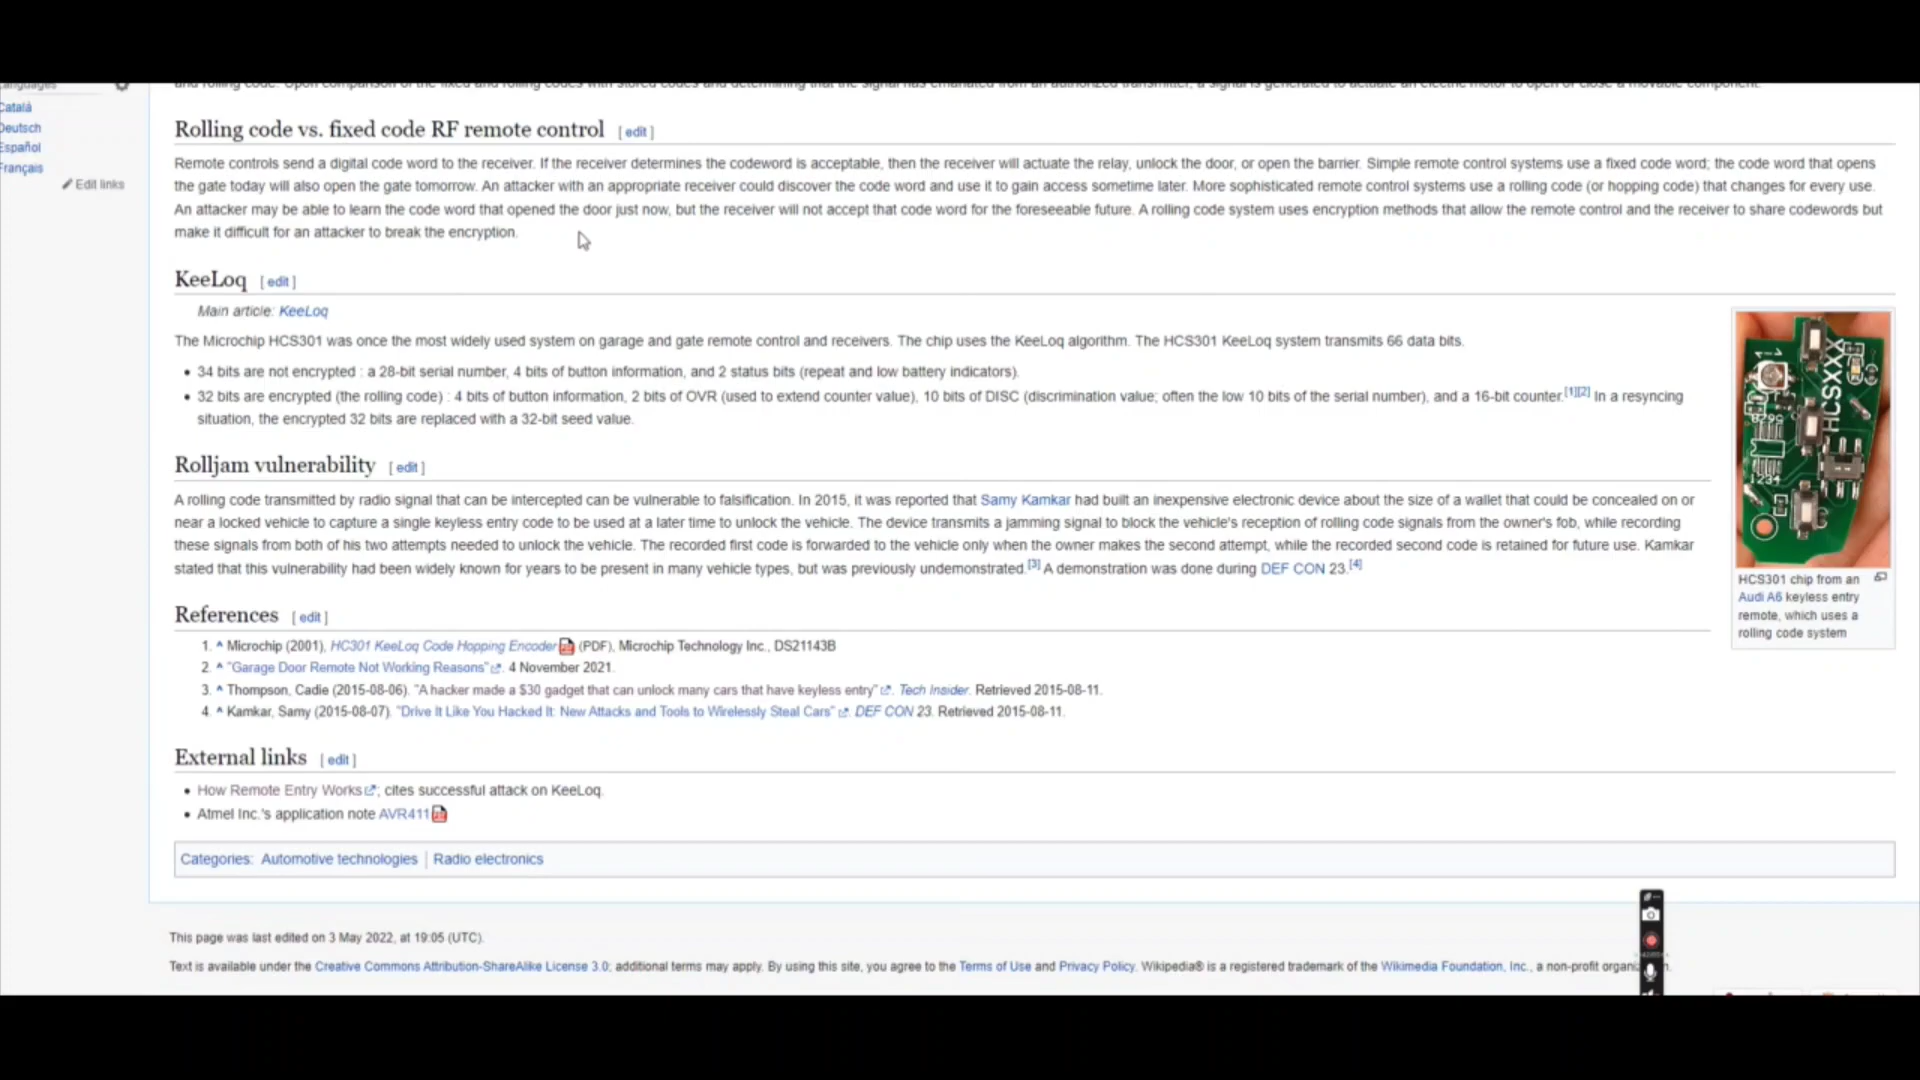 Languages
and rolling code. Upon comparison of the fixed and rolling codes with stored codes and determining that the signal has emanated from an authorized transmitter, a signal is generated to actuate an electric motor to open or close a movable component.
Català
Deutsch
Español
Français
Edit links
Rolling code vs. fixed code RF remote control [ edit ]
Remote controls send a digital code word to the receiver. If the receiver determines the codeword is acceptable, then the receiver will actuate the relay, unlock the door, or open the barrier. Simple remote control systems use a fixed code word; the code word that opens
the gate today will also open the gate tomorrow. An attacker with an appropriate receiver could discover the code word and use it to gain access sometime later. More sophisticated remote control systems use a rolling code (or hopping code) that changes for every use.
An attacker may be able to learn the code word that opened the door just now, but the receiver will not accept that code word for the foreseeable future. A rolling code system uses encryption methods that allow the remote control and the receiver to share codewords but
make it difficult for an attacker to break the encryption.
KeeLoq [ edit ]
Main article: KeeLoq
The Microchip HCS301 was once the most widely used system on garage and gate remote control and receivers. The chip uses the KeeLoq algorithm. The HCS301 KeeLoq system transmits 66 data bits.
• 34 bits are not encrypted : a 28-bit serial number, 4 bits of button information, and 2 status bits (repeat and low battery indicators).
• 32 bits are encrypted (the rolling code) : 4 bits of button information, 2 bits of OVR (used to extend counter value), 10 bits of DISC (discrimination value; often the low 10 bits of the serial number), and a 16-bit counter.[1][2] In a resyncing
situation, the encrypted 32 bits are replaced with a 32-bit seed value.
HCSXXX
1234
HCS301 chip from an
Audi A6 keyless entry
remote, which uses a
rolling code system
Rolljam vulnerability [ edit ]
A rolling code transmitted by radio signal that can be intercepted can be vulnerable to falsification. In 2015, it was reported that Samy Kamkar had built an inexpensive electronic device about the size of a wallet that could be concealed on or
near a locked vehicle to capture a single keyless entry code to be used at a later time to unlock the vehicle. The device transmits a jamming signal to block the vehicle's reception of rolling code signals from the owner's fob, while recording
these signals from both of his two attempts needed to unlock the vehicle. The recorded first code is forwarded to the vehicle only when the owner makes the second attempt, while the recorded second code is retained for future use. Kamkar
stated that this vulnerability had been widely known for years to be present in many vehicle types, but was previously undemonstrated.[3] A demonstration was done during DEF CON 23.[4]
References [ edit ]
1. ^ Microchip (2001), HC301 KeeLoq Code Hopping Encoder (PDF), Microchip Technology Inc., DS21143B
2. ^ "Garage Door Remote Not Working Reasons". 4 November 2021.
3. ^ Thompson, Cadie (2015-08-06). "A hacker made a $30 gadget that can unlock many cars that have keyless entry". Tech Insider. Retrieved 2015-08-11.
4. ^ Kamkar, Samy (2015-08-07). "Drive It Like You Hacked It: New Attacks and Tools to Wirelessly Steal Cars". DEF CON 23. Retrieved 2015-08-11.
External links [ edit ]
• How Remote Entry Works; cites successful attack on KeeLoq.
• Atmel Inc.'s application note AVR411
Categories: Automotive technologies | Radio electronics
This page was last edited on 3 May 2022, at 19:05 (UTC).
Text is available under the Creative Commons Attribution-ShareAlike License 3.0; additional terms may apply. By using this site, you agree to the Terms of Use and Privacy Policy. Wikipedia® is a registered trademark of the Wikimedia Foundation, Inc., a non-profit